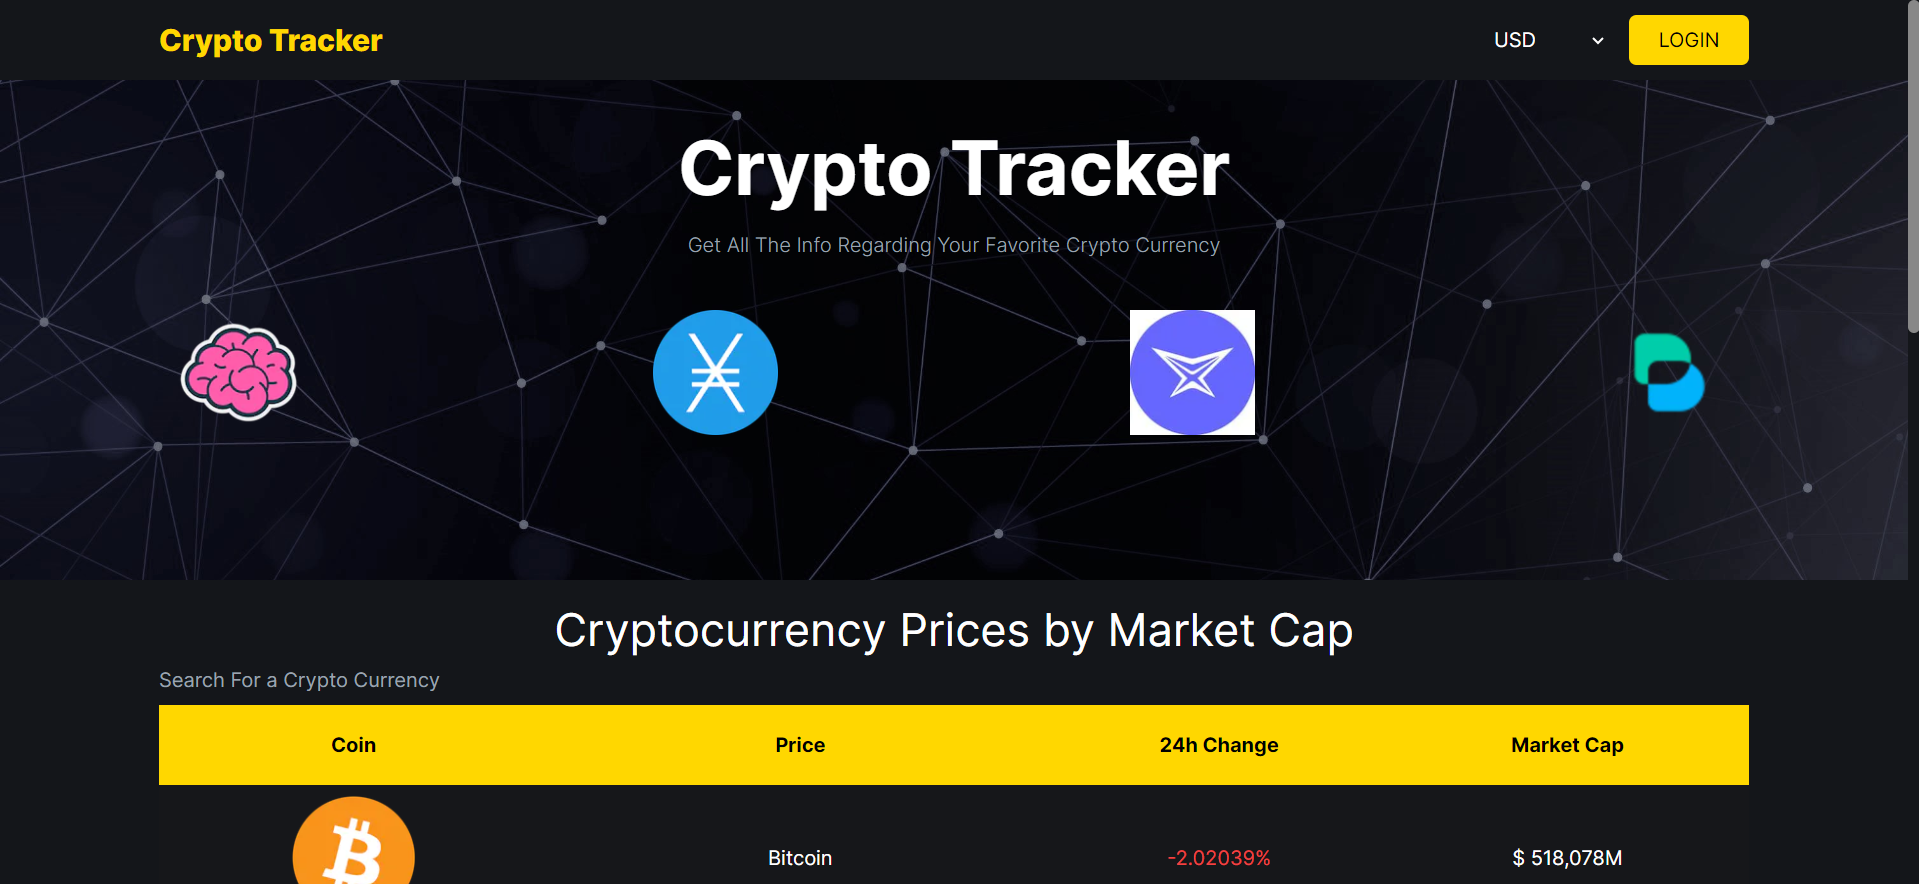 Crypto Tracker
USD
LOGIN
Crypto Tracker
Get All The Info Regarding Your Favorite Crypto Currency
Cryptocurrency Prices by Market Cap
Search For a Crypto Currency
Coin Price 24h Change Market Cap
Bitcoin -2.02039% $ 518,078M